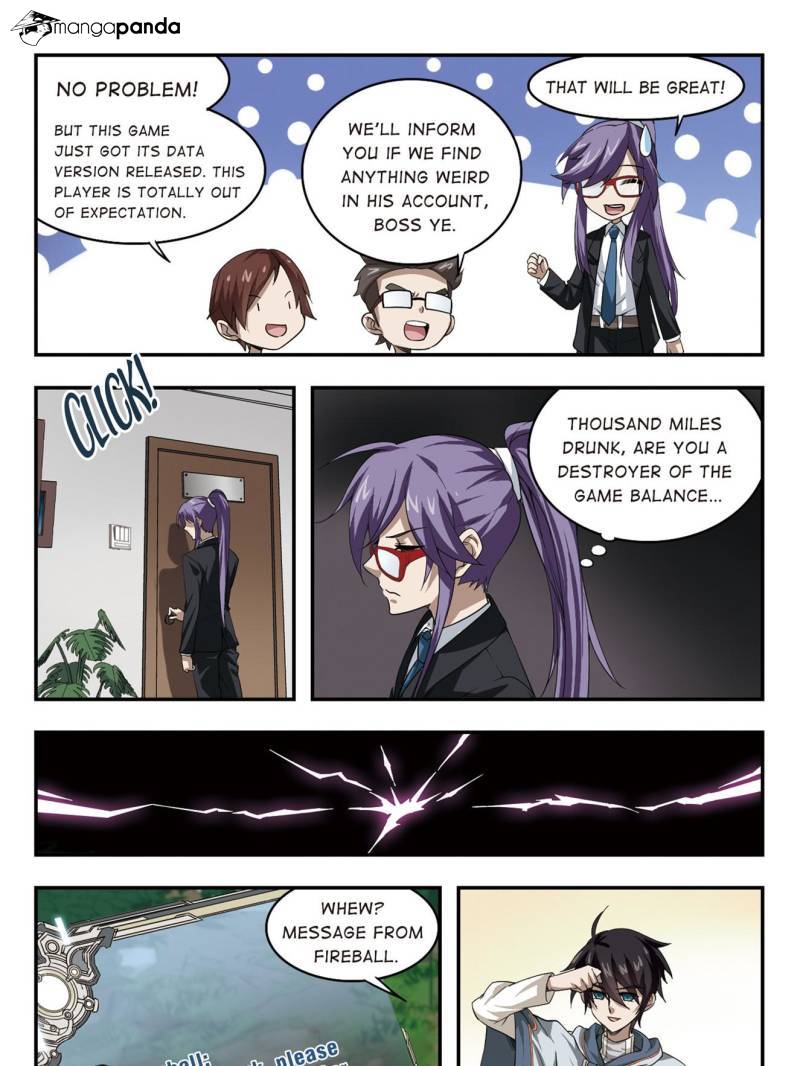 mangapanda
NO PROBLEM!
BUT THIS GAME
JUST GOT ITS DATA
VERSION RELEASED. THIS
PLAYER IS TOTALLY OUT
OF EXPECTATION.
WE'LL INFORM
YOU IF WE FIND
ANYTHING WEIRD
IN HIS ACCOUNT,
BOSS YE.
THAT WILL BE GREAT!
CLICK!
THOUSAND MILES
DRUNK, ARE YOU A
DESTROYER OF THE
GAME BALANCE...
WHEW?
MESSAGE FROM
FIREBALL.
please